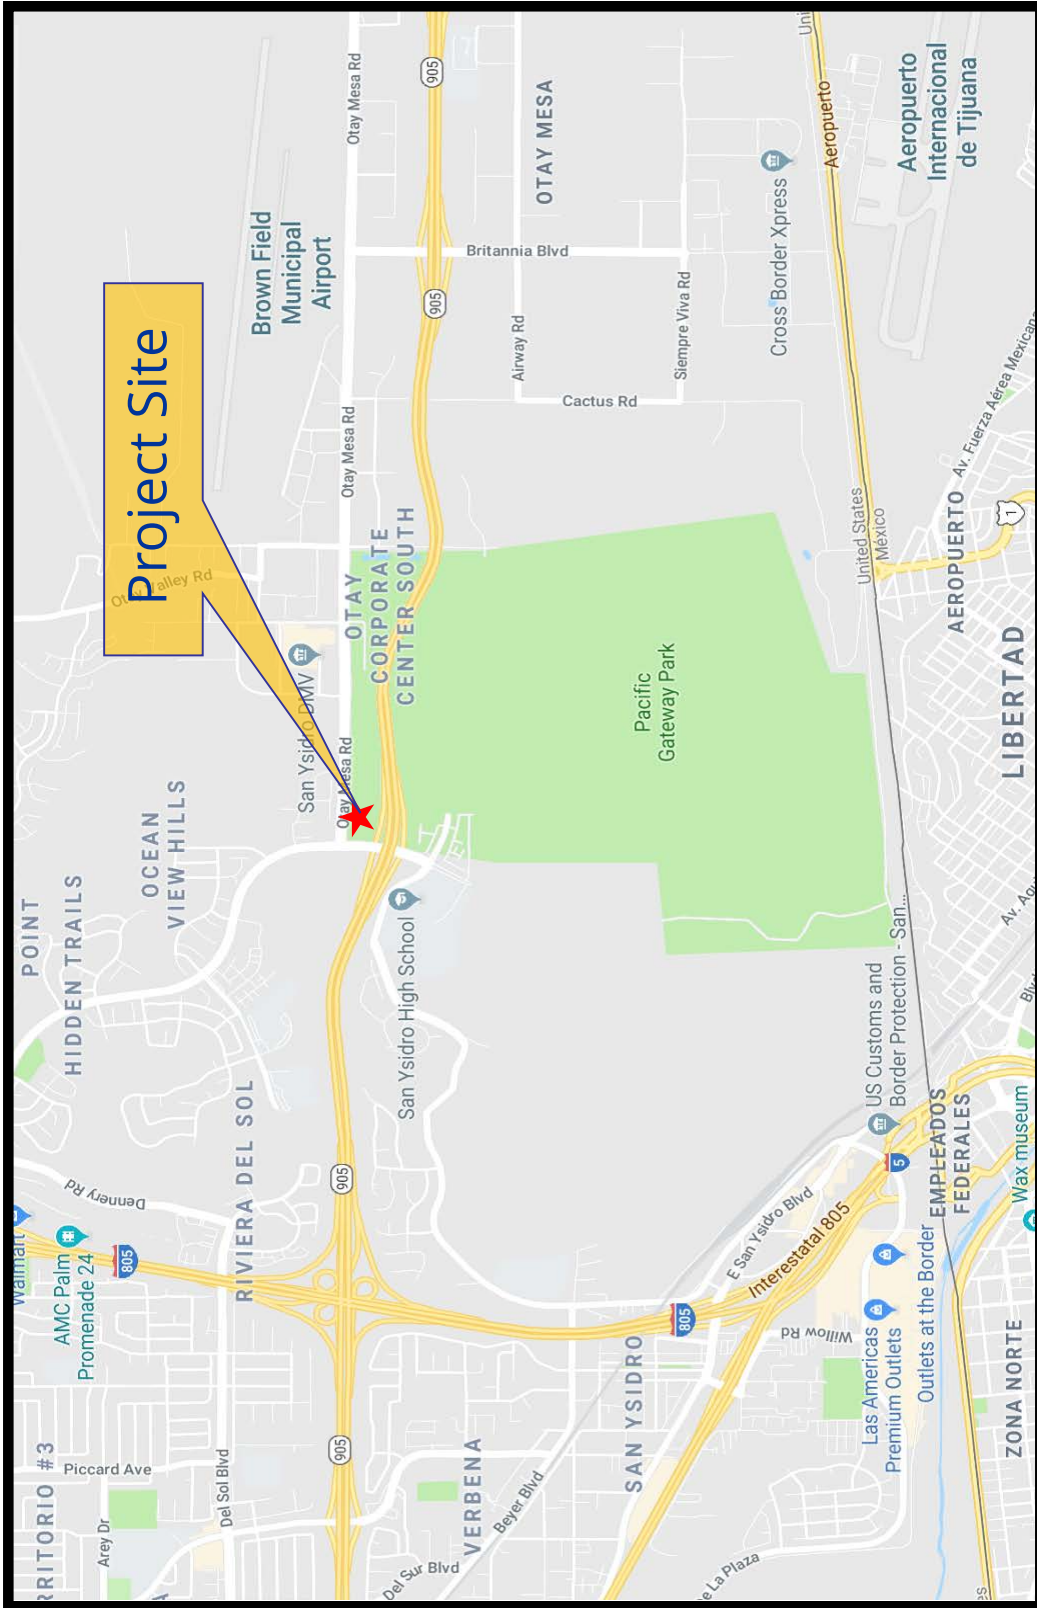 POINT
HIDDEN TRAILS
OCEAN
VIEW HILLS
Walmart
AMC Palm
Promenade 24
805
Dennery Rd
RIVIERA DEL SOL
Piccard Ave
Arey Dr
Del Sol Blvd
905
905
Project Site
Otay Valley Rd
San Ysidro DMV
Otay Mesa Rd
Otay Mesa Rd
Otay Mesa Rd
OTAY
CORPORATE
CENTER SOUTH
Brown Field
Municipal
Airport
905
905
Britannia Blvd
OTAY MESA
Airway Rd
Cactus Rd
Siempre Viva Rd
Cross Border Xpress
Aeropuerto
Aeropuerto
Internacional
de Tijuana
Pacific
Gateway Park
San Ysidro High School
United States
México
Av. Fuerza Aérea Mexicana
1
AEROPUERTO
LIBERTAD
US Customs and
Border Protection - San...
5
EMPLEADOS
FEDERALES
Wax museum
E San Ysidro Blvd
Interestatal 805
805
Willow Rd
SAN YSIDRO
Las Americas
Premium Outlets
Outlets at the Border
ZONA NORTE
VERBENA
Beyer Blvd
Del Sur Blvd